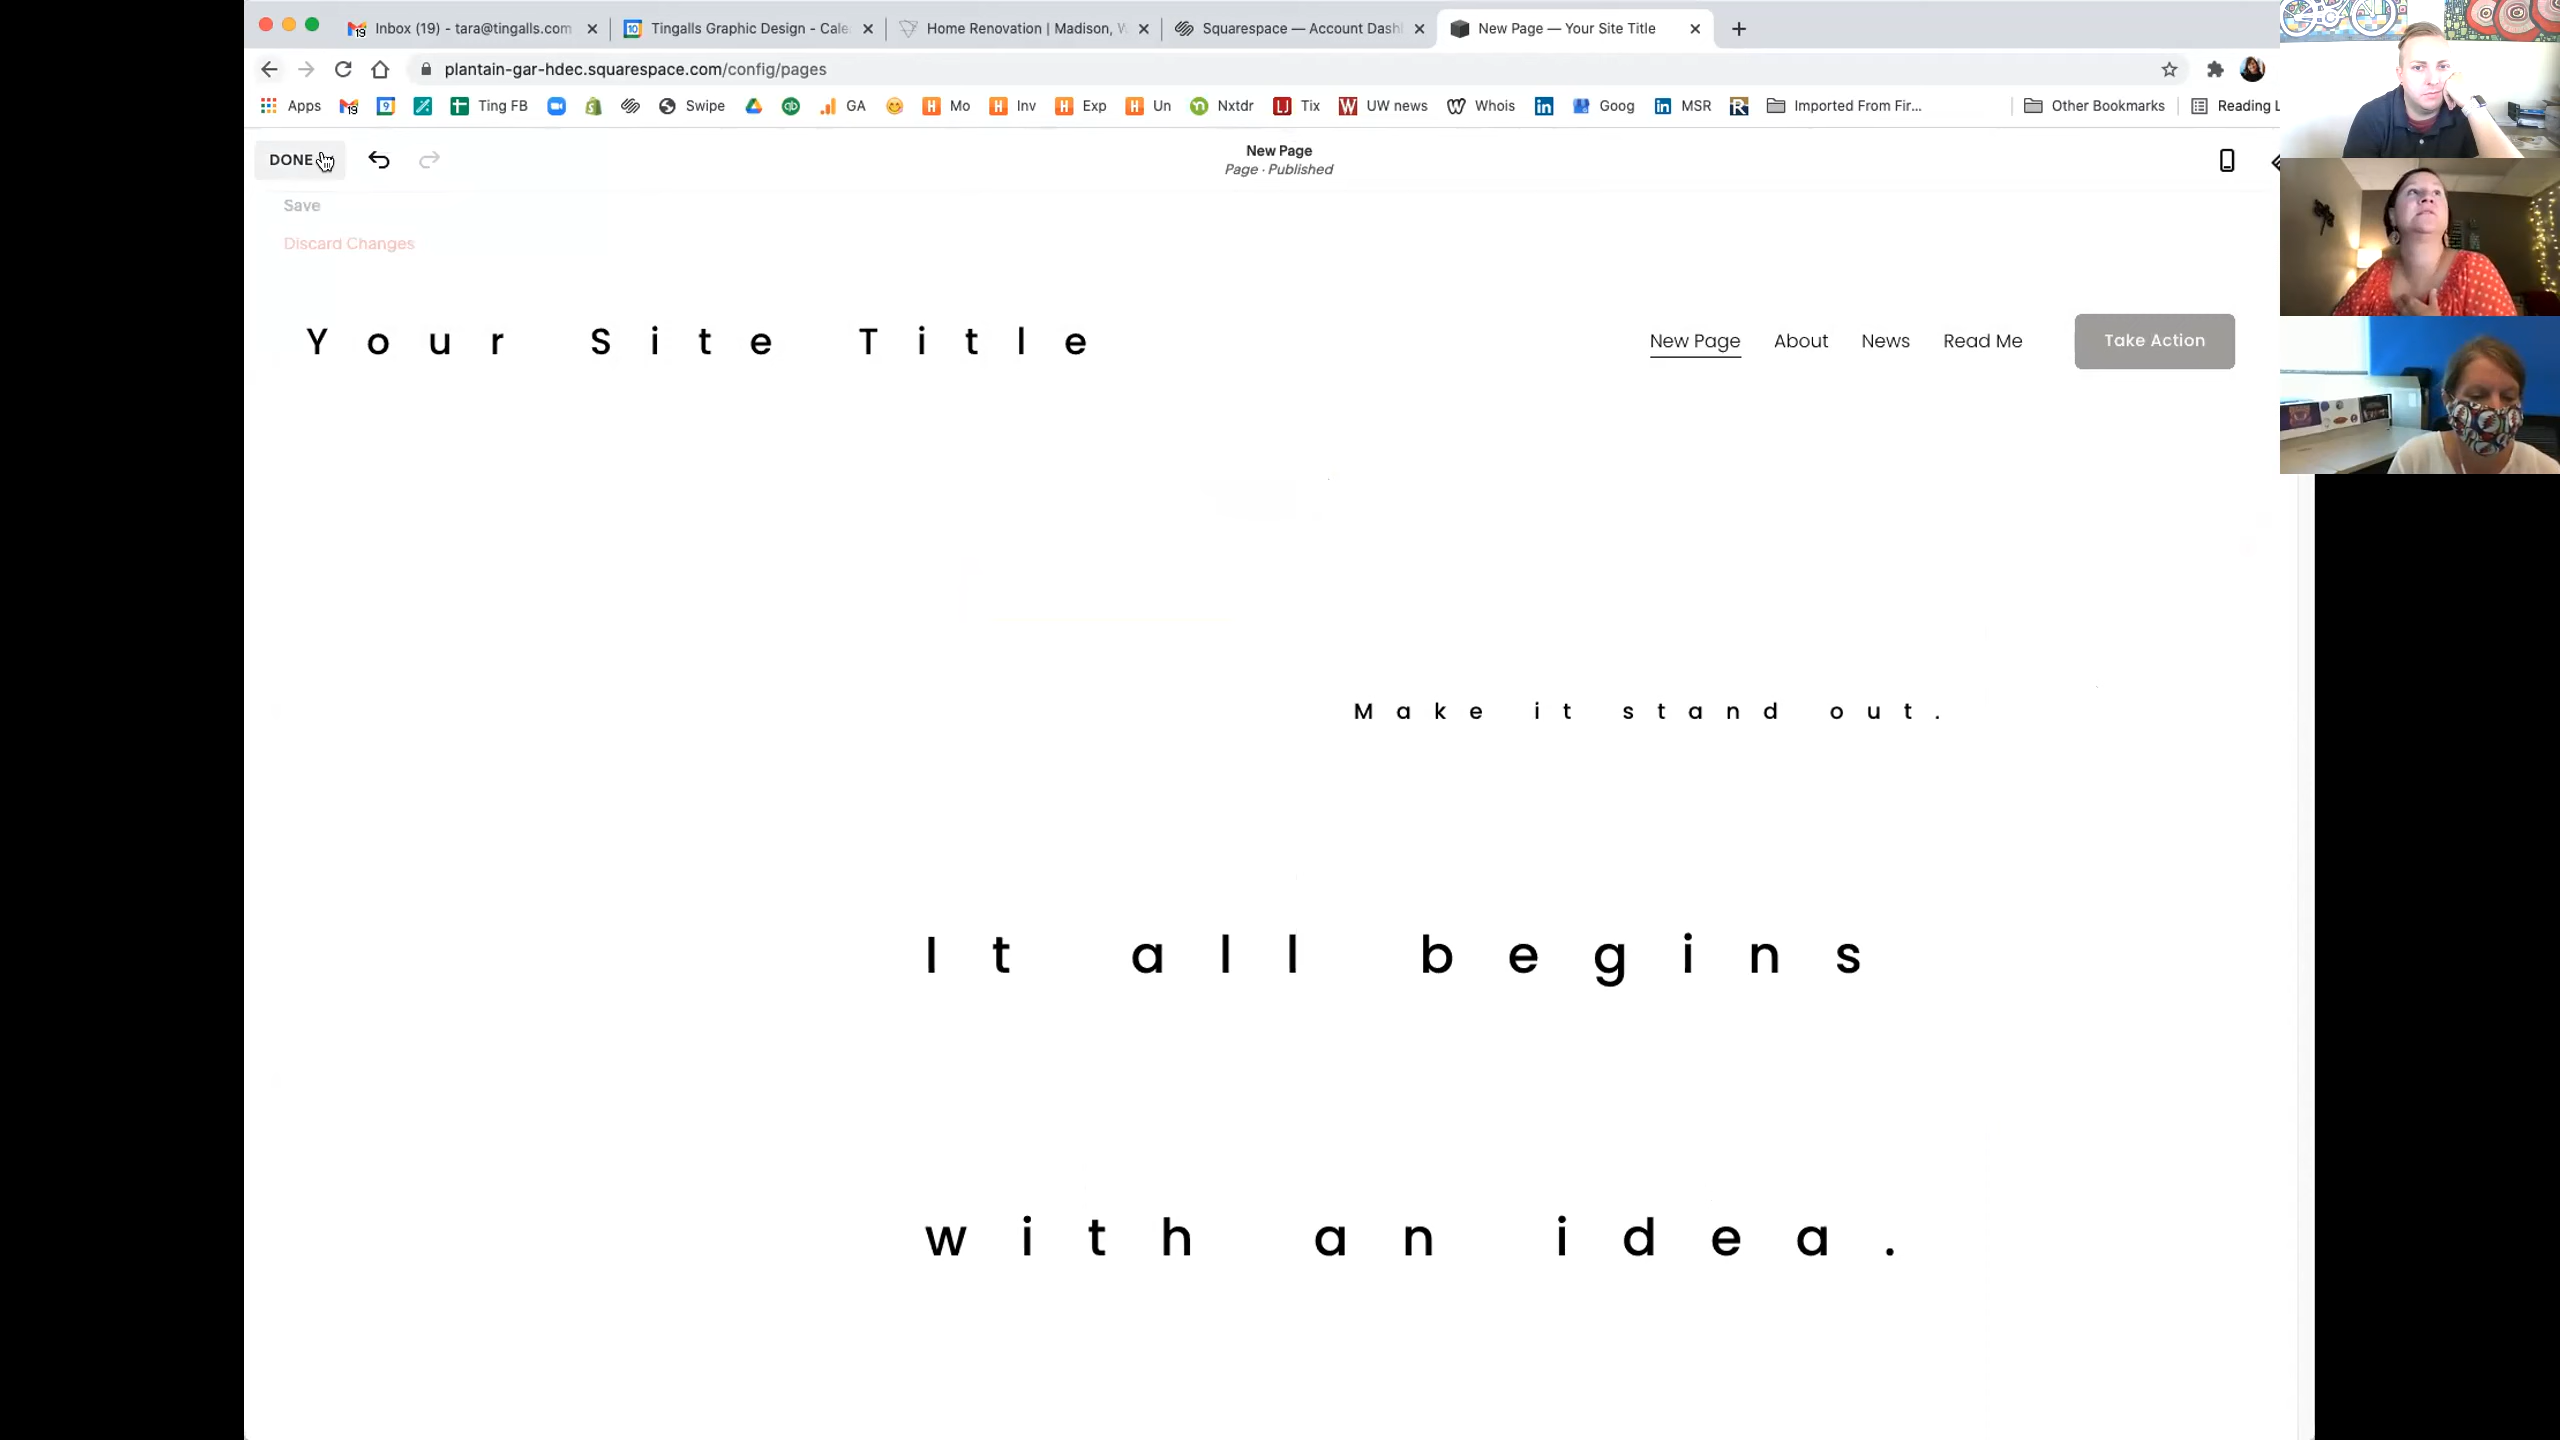 Inbox (19) - tara@tingalls.com
Tingalls Graphic Design - Cale
Home Renovation | Madison, W
Squarespace — Account Dash
New Page — Your Site Title
plantain-gar-hdec.squarespace.com/config/pages
Apps 19 9 Ting FB Swipe GA Mo Inv Exp Un Nxtdr Tix UW news Whois Goog MSR Imported From Fir... Other Bookmarks Reading L
DONE
New Page
Page · Published
Save
Discard Changes
Your Site Title
New Page About News Read Me Take Action
Make it stand out.
It all begins
with an idea.